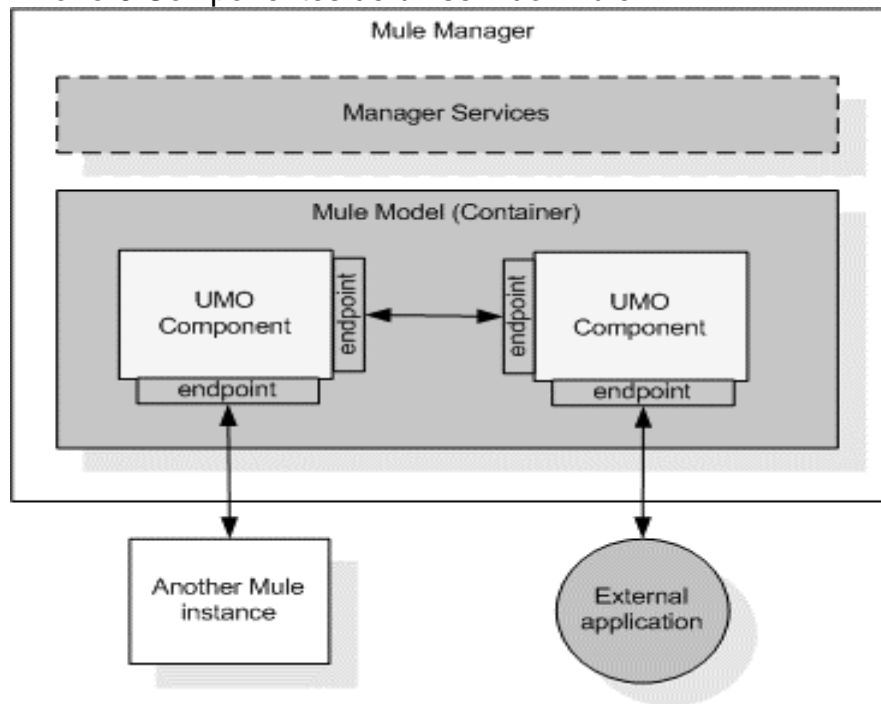 Mule Manager
Manager Services
Mule Model (Container)
UMO
Component
endpoint
endpoint
endpoint
UMO
Component
endpoint
Another Mule
instance
External
application